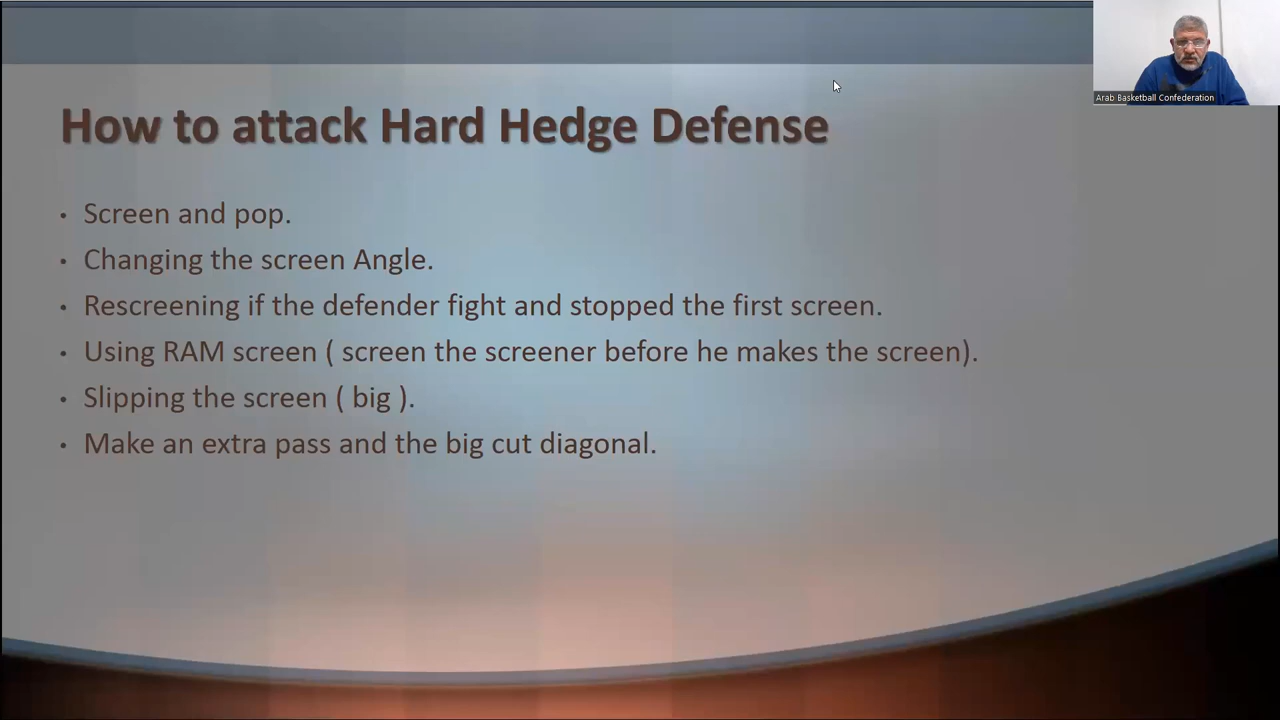 Arab Basketball Confederation
How to attack Hard Hedge Defense
• Screen and pop.
• Changing the screen Angle.
• Rescreening if the defender fight and stopped the first screen.
• Using RAM screen ( screen the screener before he makes the screen).
• Slipping the screen ( big ).
• Make an extra pass and the big cut diagonal.